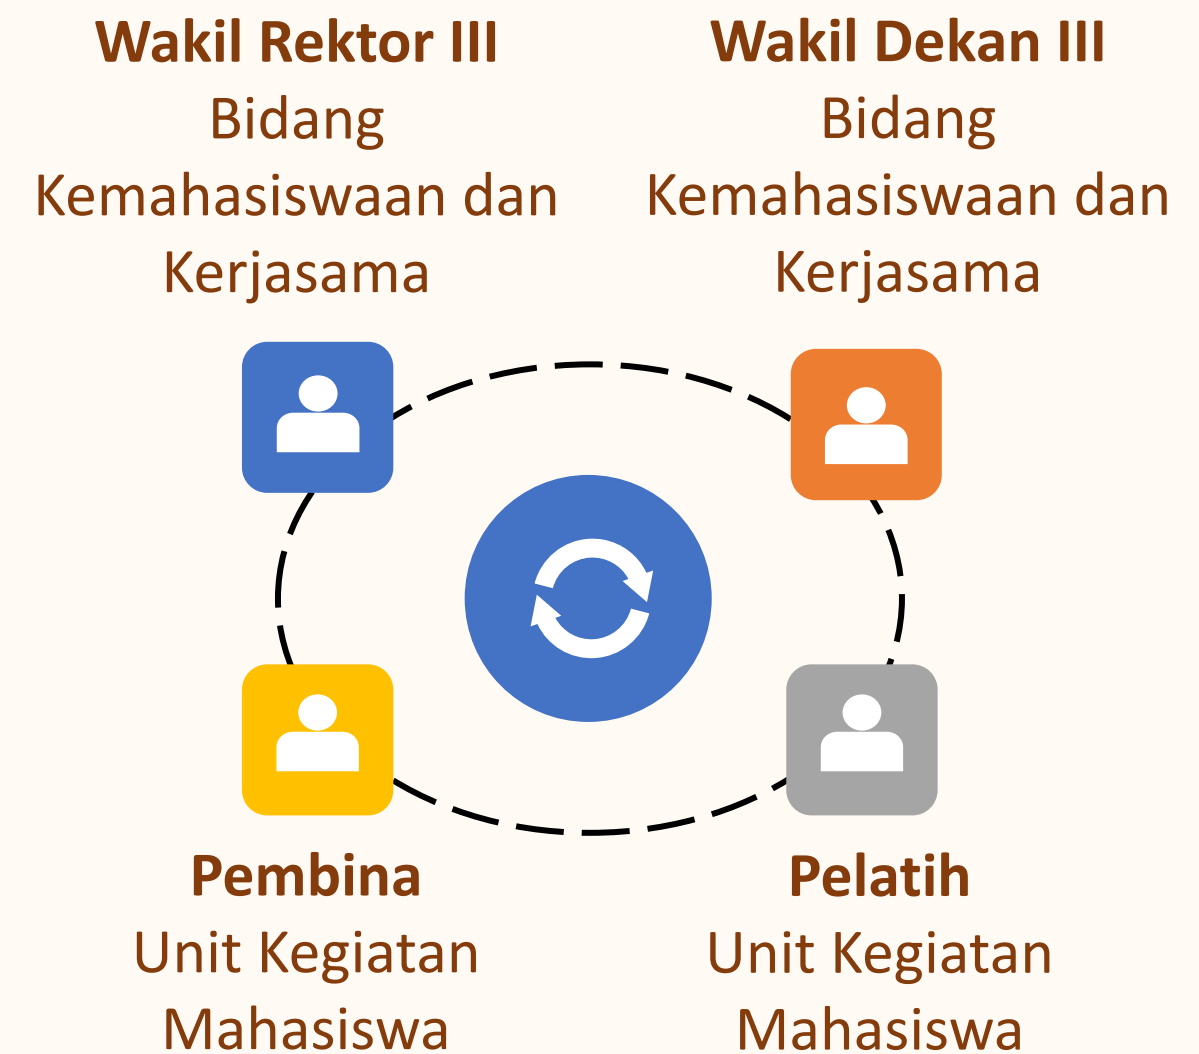 Wakil Rektor III
Bidang
Kemahasiswaan dan
Kerjasama
Wakil Dekan III
Bidang
Kemahasiswaan dan
Kerjasama
Pembina
Unit Kegiatan
Mahasiswa
Pelatih
Unit Kegiatan
Mahasiswa